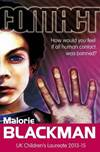 CONTACT
How would you feel
if all human contact
was banned?
Malorie
BLACKMAN
UK Children's Laureate 2013-15